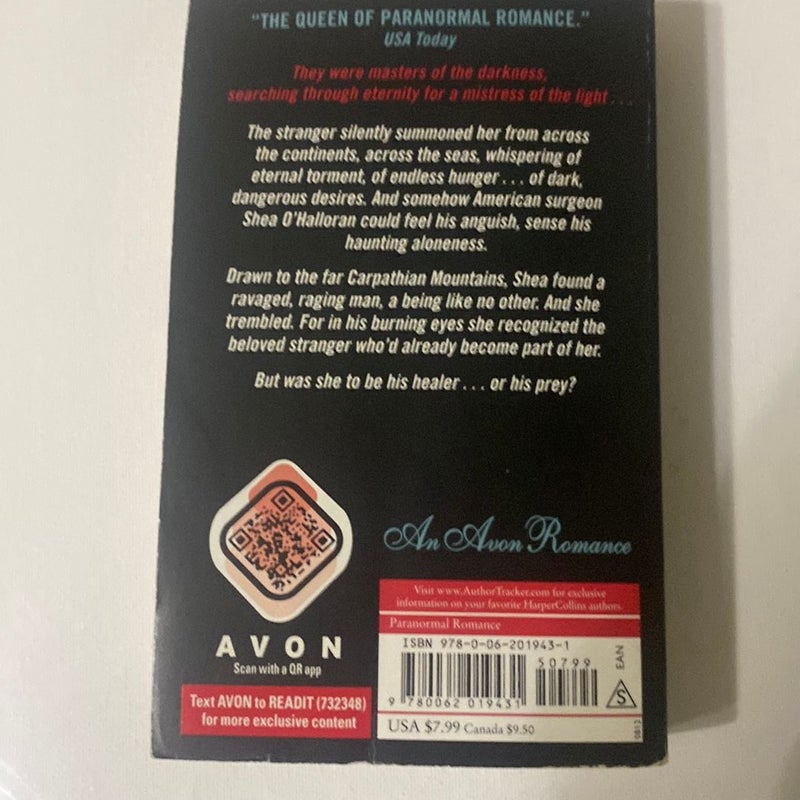 "THE QUEEN OF PARANORMAL ROMANCE."
USA Today
They were masters of the darkness,
searching through eternity for a mistress of the light . . .
The stranger silently summoned her from across
the continents, across the seas, whispering of
eternal torment, of endless hunger . . . of dark,
dangerous desires. And somehow American surgeon
Shea O'Halloran could feel his anguish, sense his
haunting aloneness.
Drawn to the far Carpathian Mountains, Shea found a
ravaged, raging man, a being like no other. And she
trembled. For in his burning eyes she recognized the
beloved stranger who'd already become part of her.
But was she to be his healer . . . or his prey?
An Avon Romance
AVON
Scan with a QR app
Text AVON to READIT (732348)
for more exclusive content
Visit www.AuthorTracker.com for exclusive
information on your favorite HarperCollins authors.
Paranormal Romance
ISBN 978-0-06-201943-1
50799
EAN
9 780062 019431
S
USA $7.99 Canada $9.50
0812